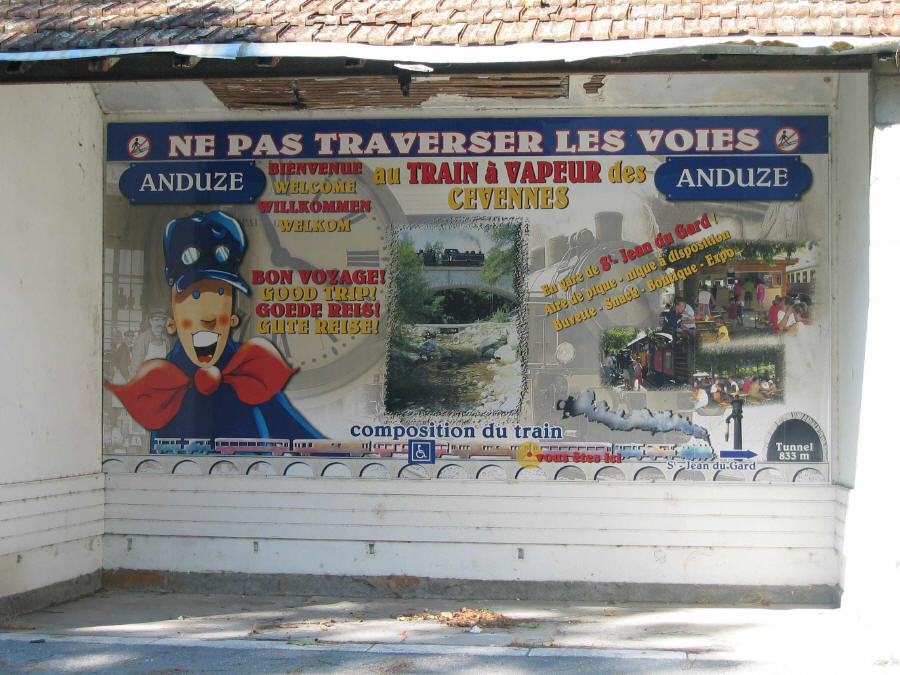 NE PAS TRAVERSER LES VOIES
ANDUZE
BIENVENUE
WELCOME
WILLKOMMEN
WELKOM
au TRAIN à VAPEUR des
CEVENNES
ANDUZE
BON VOYAGE!
GOOD TRIP!
GOEDE REIS!
GUTE REISE!
En gare de St. Jean du Gard !
Aire de pique - nique à disposition
Buvette - Snack - Boutique - Expo.
composition du train
vous êtes ici
St - Jean du Gard
Tunnel
833 m